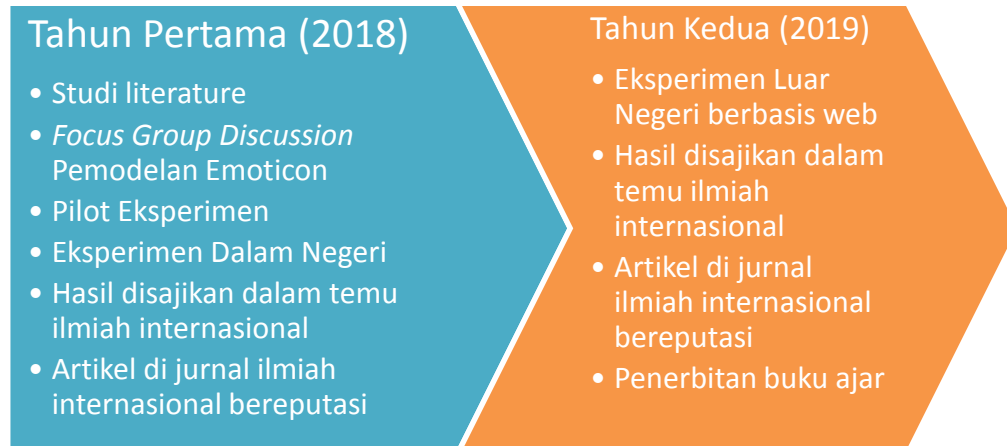 Tahun Pertama (2018)
• Studi literature
• Focus Group Discussion
Pemodelan Emoticon
• Pilot Eksperimen
• Eksperimen Dalam Negeri
• Hasil disajikan dalam temu
ilmiah internasional
• Artikel di jurnal ilmiah
internasional bereputasi
Tahun Kedua (2019)
• Eksperimen Luar
Negeri berbasis web
• Hasil disajikan dalam
temu ilmiah
internasional
• Artikel di jurnal
ilmiah internasional
bereputasi
• Penerbitan buku ajar